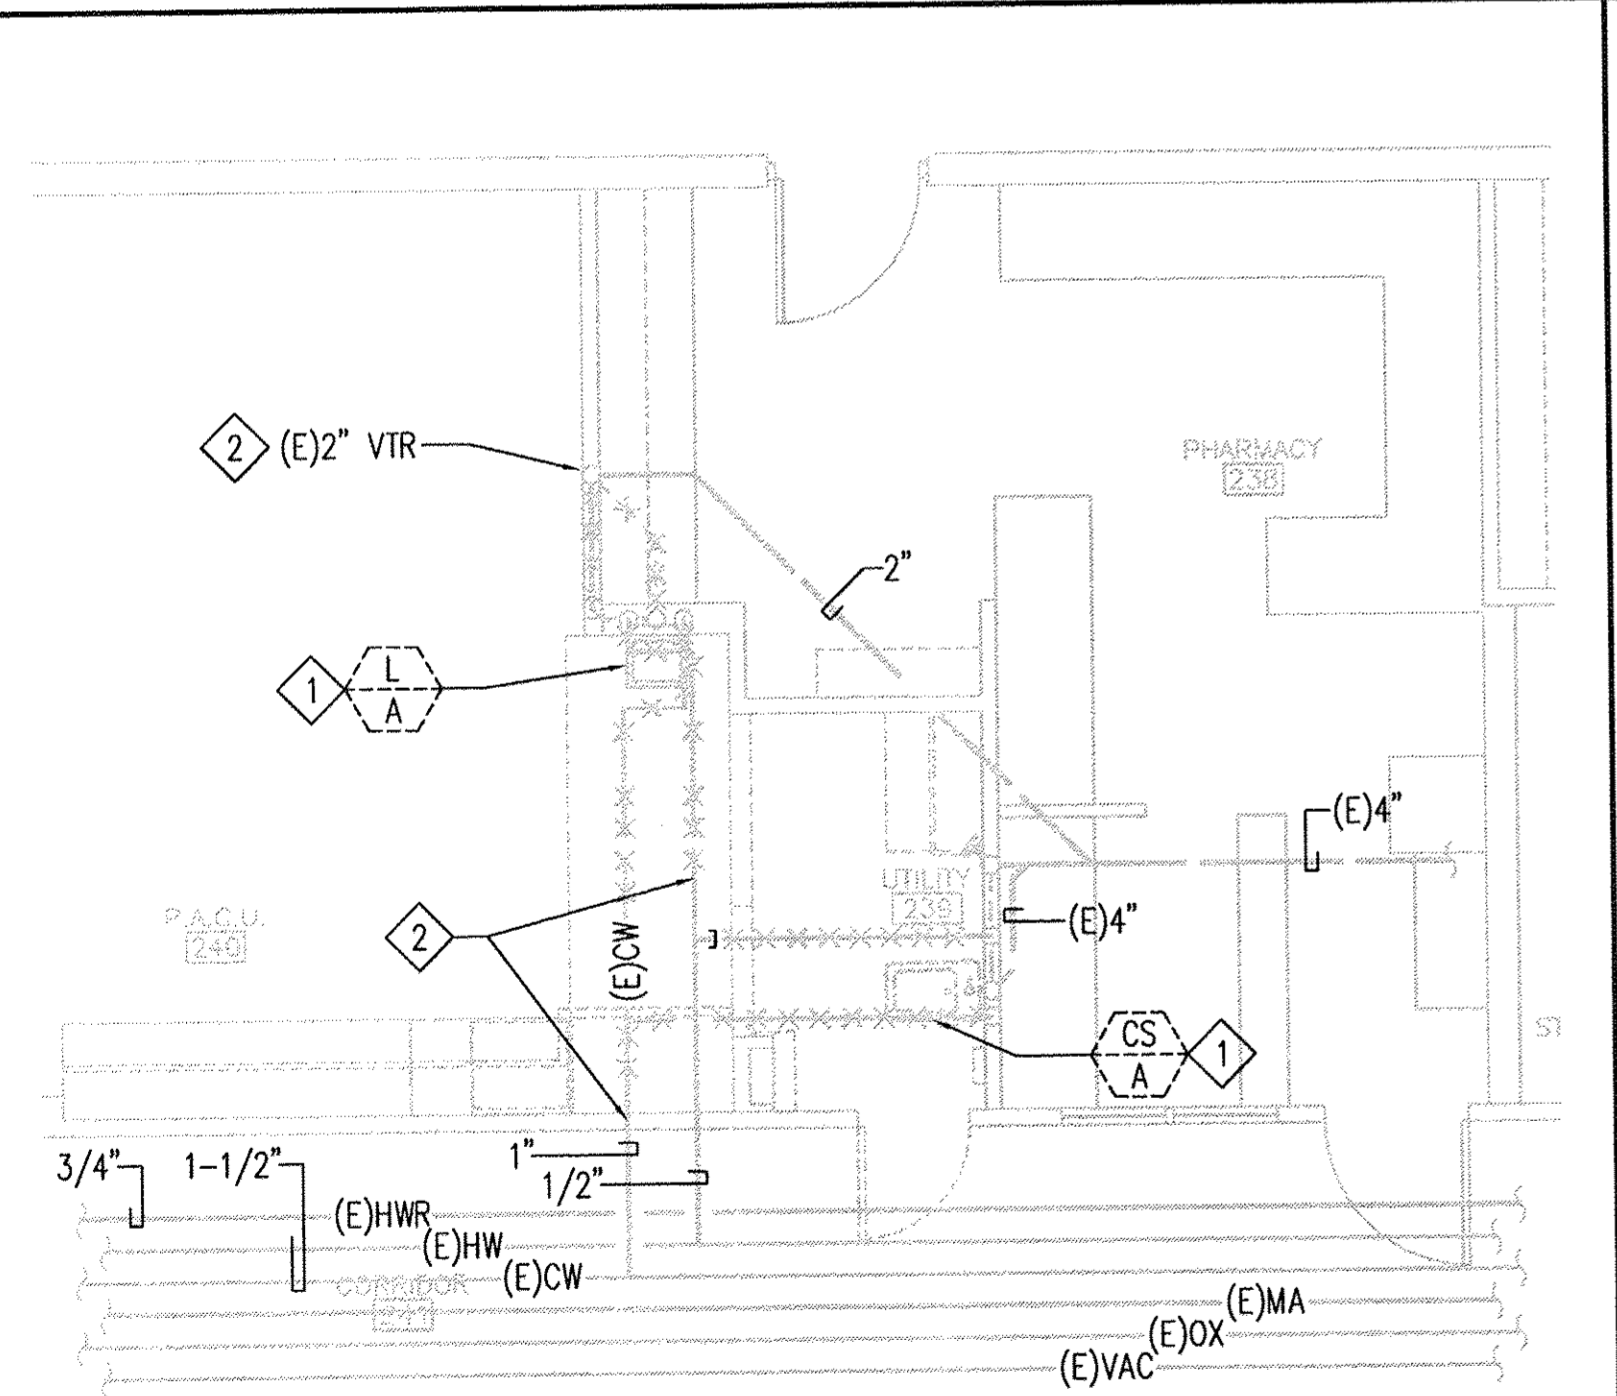 2 (E)2" VTR
PHARMACY
238
2"
1 L
A
(E)4"
UTILITY
239
(E)4"
P.A.C.U.
240
2
(E)CW
CS 1
A
3/4"
1-1/2"
1"
1/2"
(E)HWR
(E)HW
(E)CW
CORRIDOR
(E)MA
(E)OX
(E)VAC